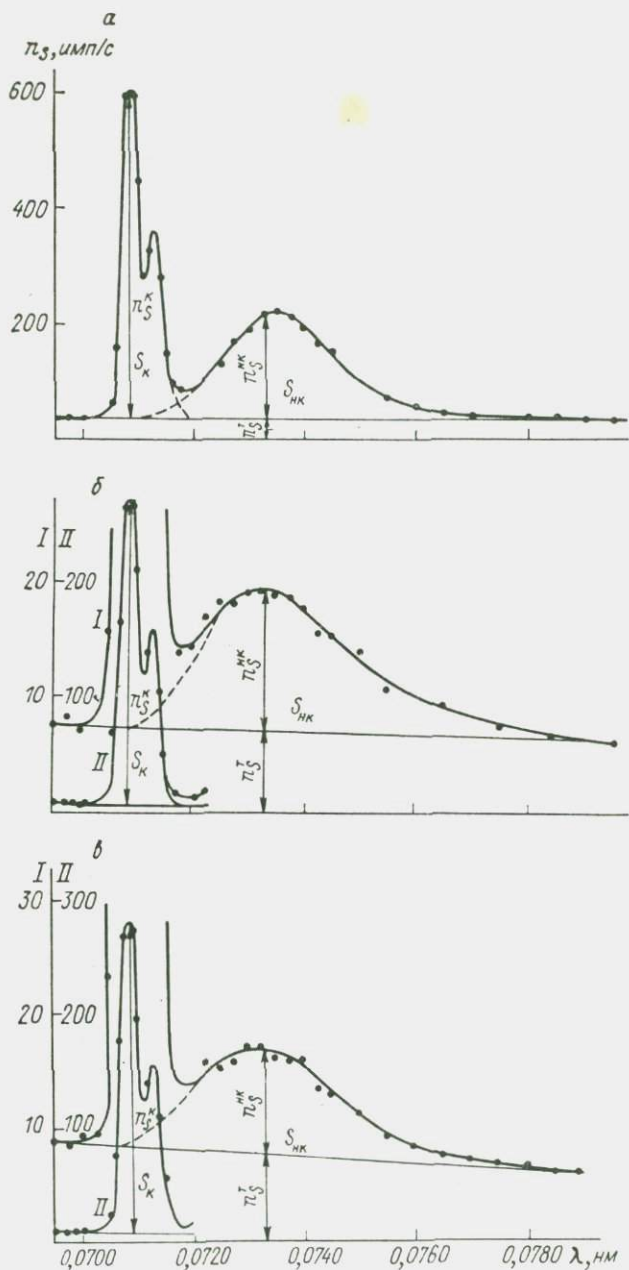 а
n_S, имп/с
600
400
200
n_S^к
S_к
n_S^нк
S_нк
n_S^т
б
I II
20 200
10 100
I
II
n_S^к
S_к
n_S^нк
S_нк
n_S^т
в
I II
30 300
20 200
10 100
II
n_S^к
S_к
n_S^нк
S_нк
n_S^т
0,0700 0,0720 0,0740 0,0760 0,0780 λ, нм